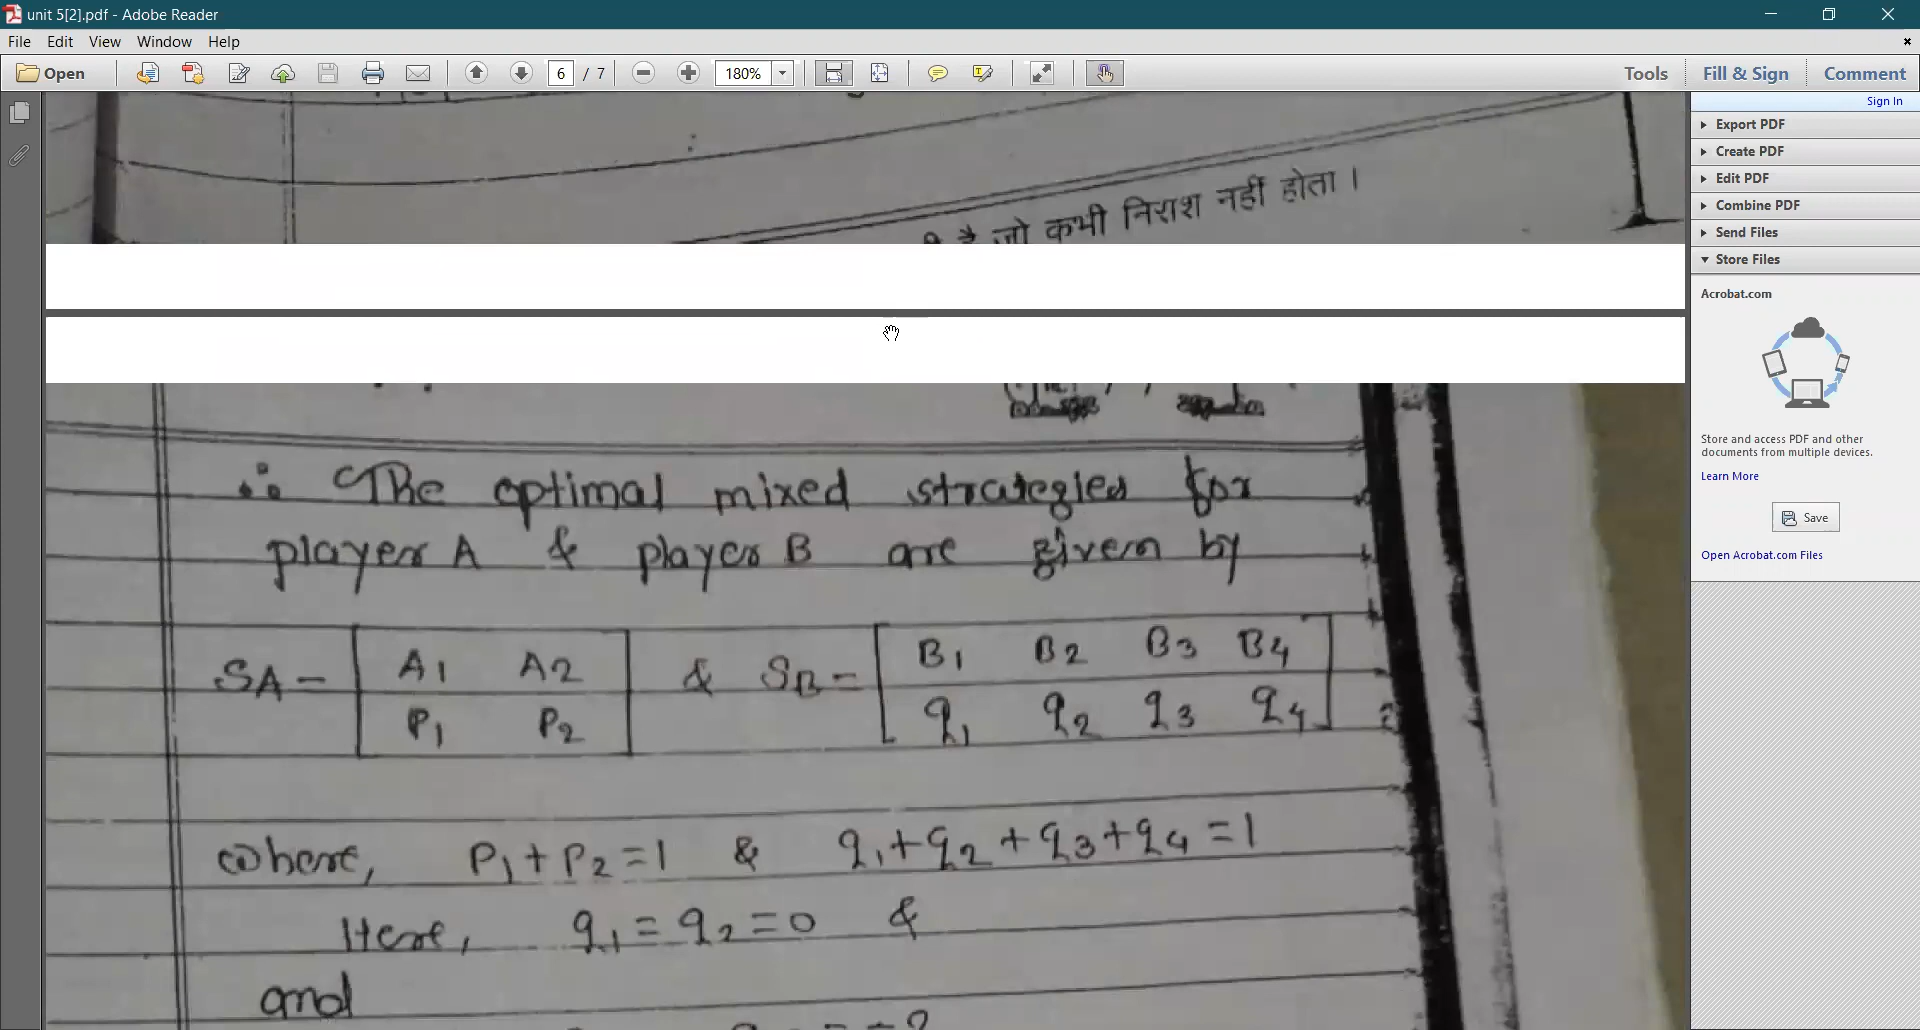 unit 5[2].pdf - Adobe Reader
File Edit View Window Help
Open 6 / 7 180% Tools Fill & Sign Comment
Sign In
Export PDF
Create PDF
Edit PDF
Combine PDF
Send Files
Store Files
Acrobat.com
Store and access PDF and other
documents from multiple devices.
Learn More
Save
Open Acrobat.com Files
है जो कभी निराश नहीं होता ।
∴ The optimal mixed strategies for
player A & player B are given by
SA = [ A1 A2 & SB = [ B1 B2 B3 B4 ]
P1 P2 ] q1 q2 q3 q4
where, P1 + P2 = 1 & q1 + q2 + q3 + q4 = 1
Here, q1 = q2 = 0 &
and